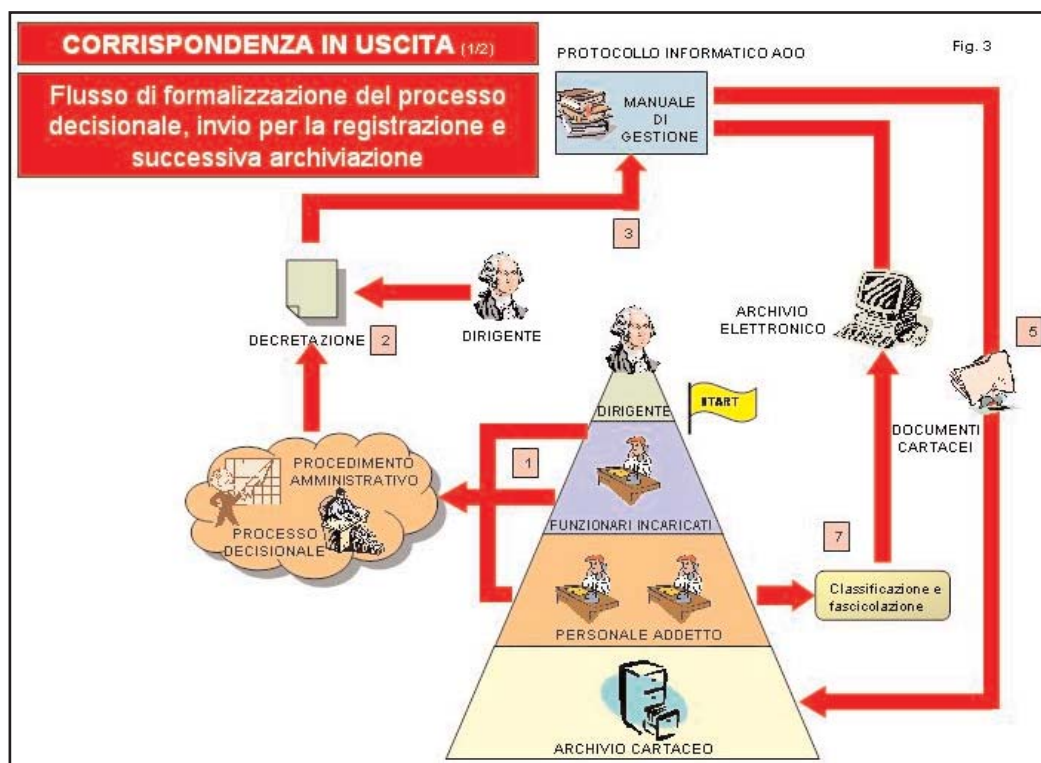 CORRISPONDENZA IN USCITA (1/2)
Flusso di formalizzazione del processo
decisionale, invio per la registrazione e
successiva archiviazione
PROTOCOLLO INFORMATICO AOO
Fig. 3
MANUALE
DI
GESTIONE
3
DECRETAZIONE
2
DIRIGENTE
ARCHIVIO
ELETTRONICO
5
DOCUMENTI
CARTACEI
START
DIRIGENTE
1
PROCEDIMENTO
AMMINISTRATIVO
PROCESSO
DECISIONALE
FUNZIONARI INCARICATI
7
Classificazione e
fascicolazione
PERSONALE ADDETTO
ARCHIVIO CARTACEO